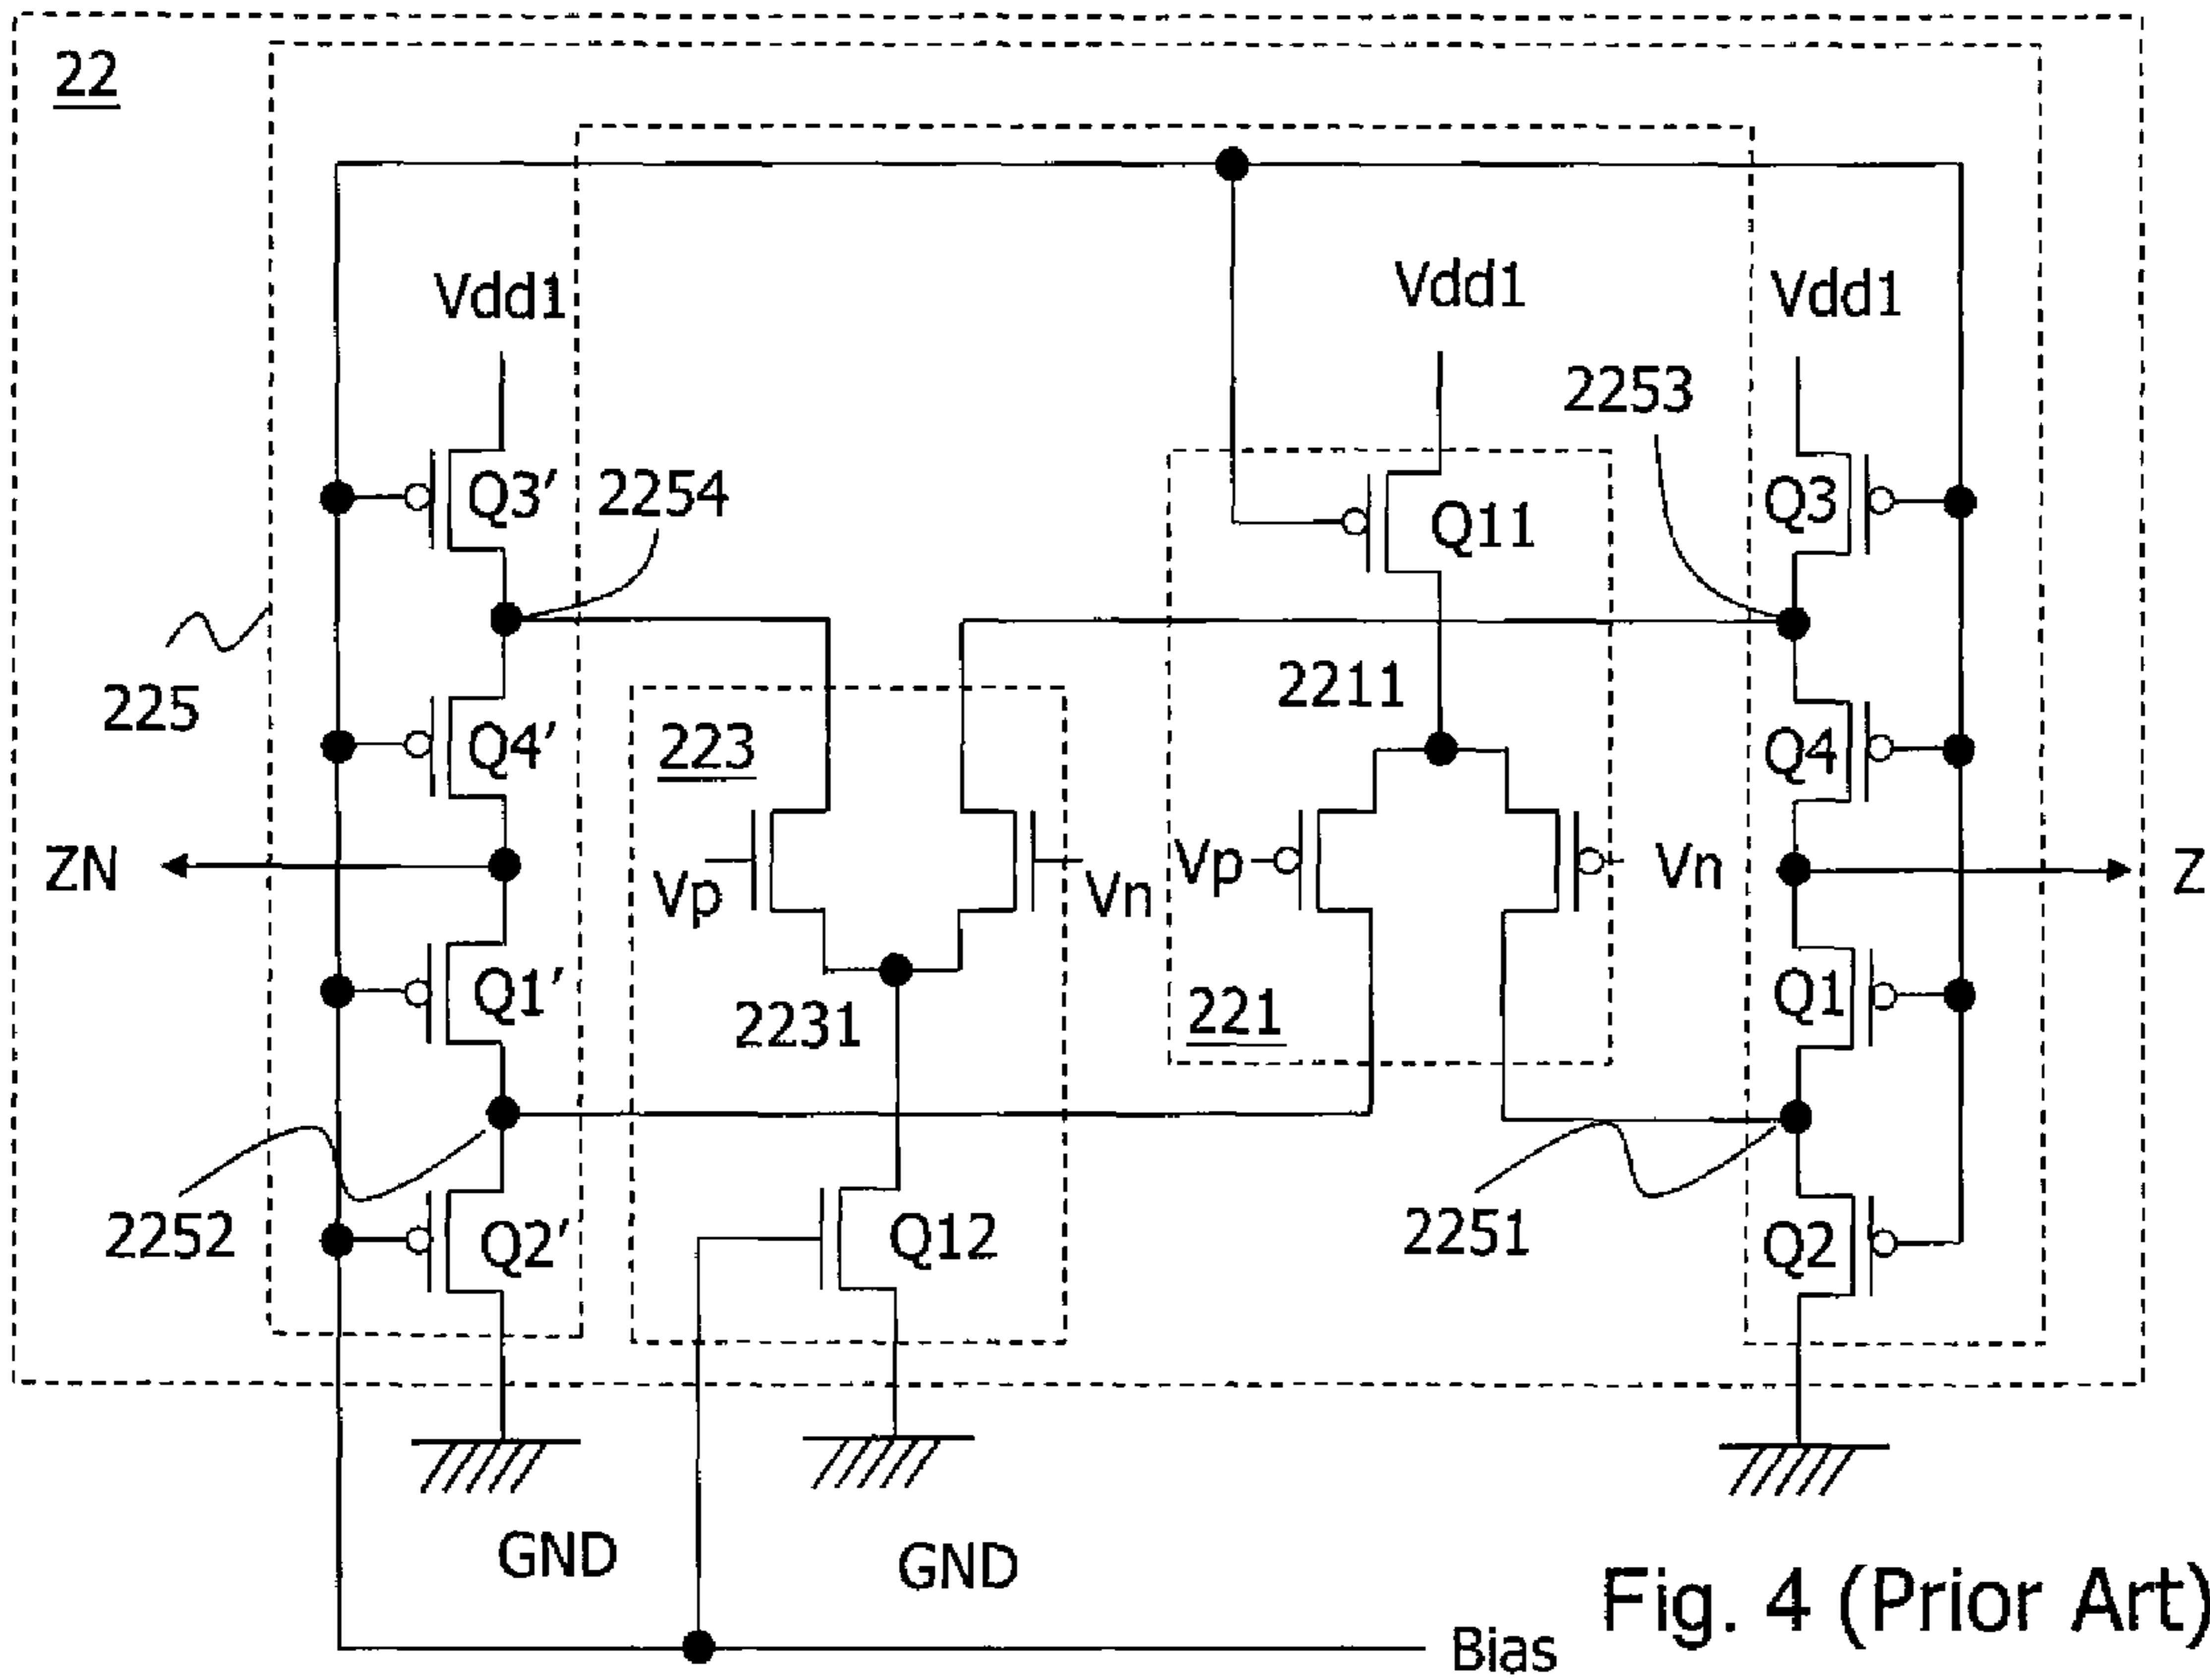 22
Vdd1
Vdd1
Vdd1
2253
Q3'
2254
Q11
Q3
225
2211
Q4'
223
Q4
ZN
Vp
Vn
Vp
Vn
Z
Q1'
2231
221
Q1
2252
Q2'
Q12
2251
Q2
GND
GND
Bias
Fig. 4 (Prior Art)